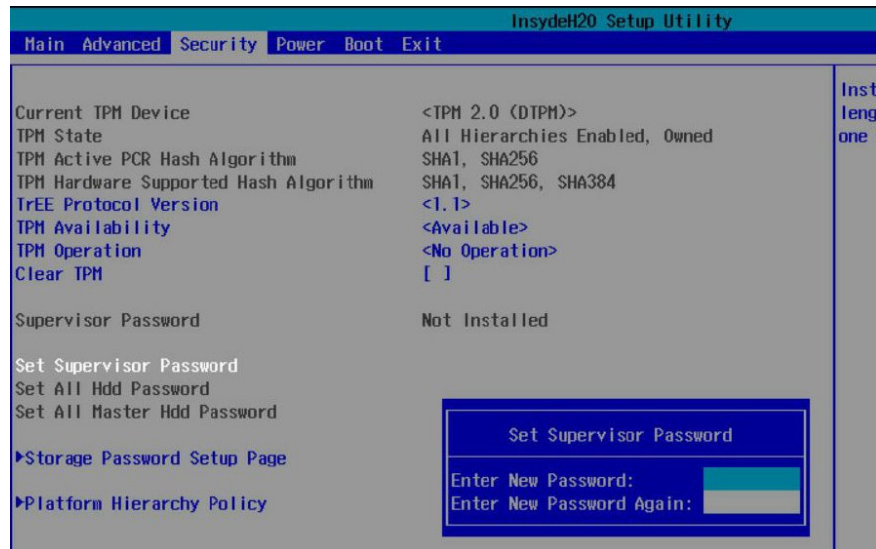 InsydeH20 Setup Utility
Main Advanced Security Power Boot Exit
Current TPM Device <TPM 2.0 (DTPM)>
TPM State All Hierarchies Enabled, Owned
TPM Active PCR Hash Algorithm SHA1, SHA256
TPM Hardware Supported Hash Algorithm SHA1, SHA256, SHA384
TrEE Protocol Version <1.1>
TPM Availability <Available>
TPM Operation <No Operation>
Clear TPM [ ]
Supervisor Password Not Installed
Set Supervisor Password
Set All Hdd Password
Set All Master Hdd Password
▶Storage Password Setup Page
▶Platform Hierarchy Policy
Set Supervisor Password
Enter New Password:
Enter New Password Again:
Inst
leng
one